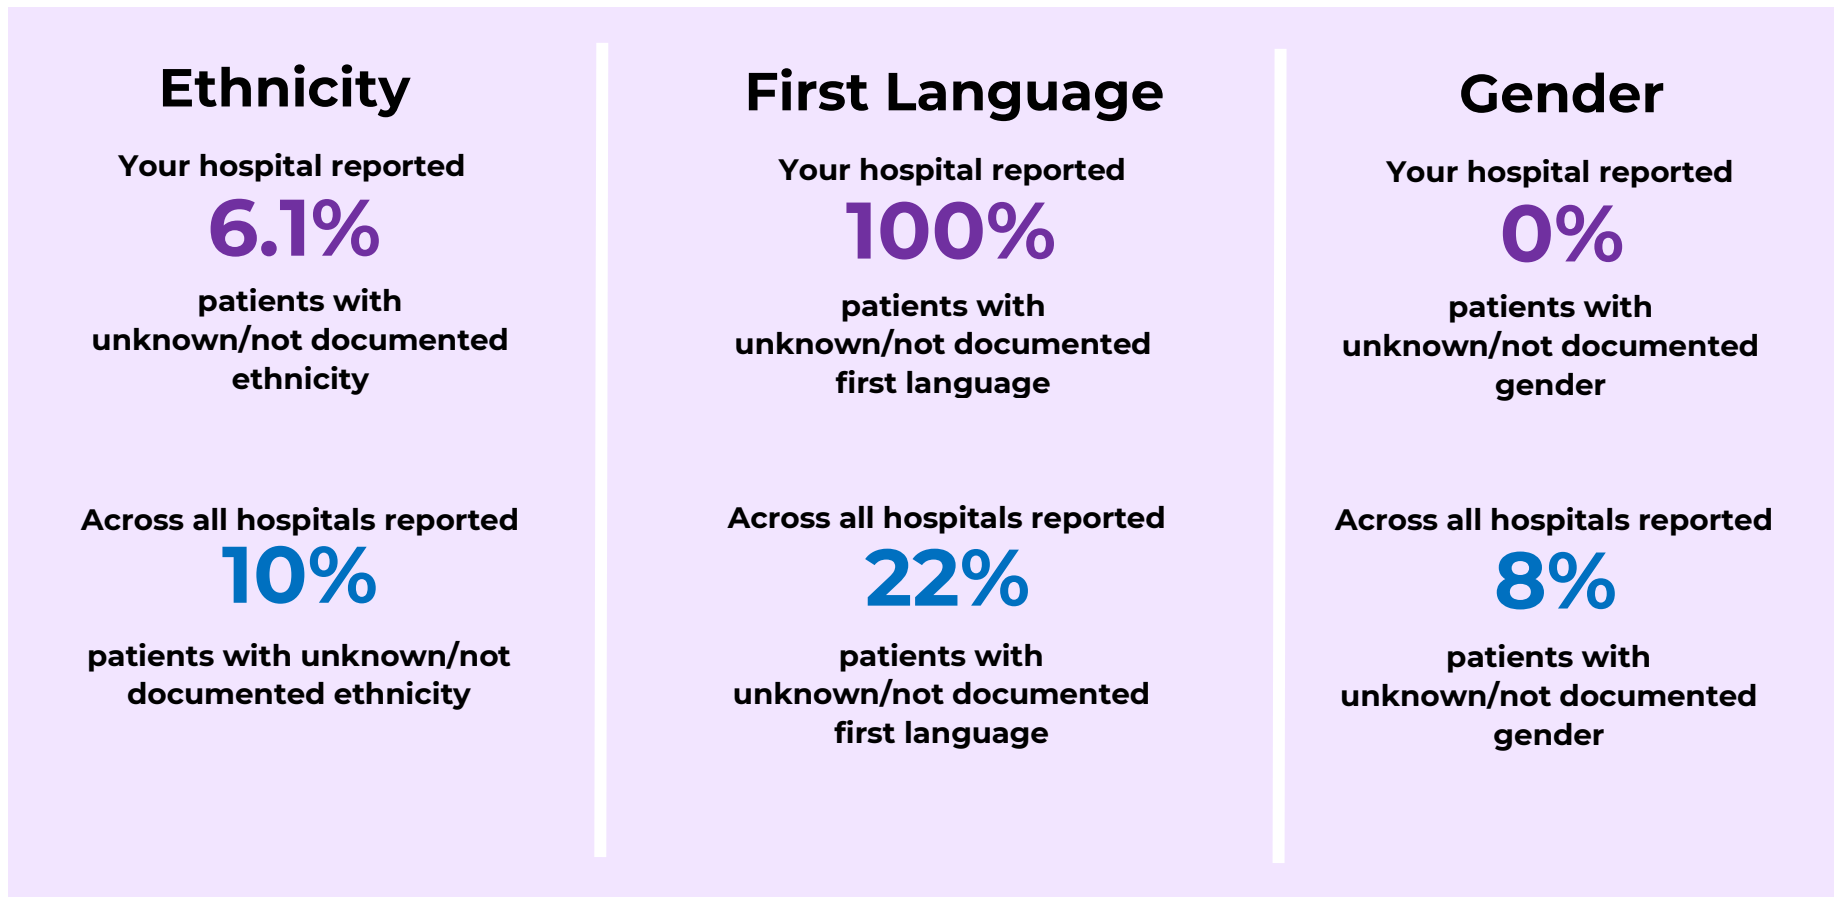 Ethnicity
Your hospital reported
6.1%
patients with
unknown/not documented
ethnicity
Across all hospitals reported
10%
patients with unknown/not
documented ethnicity
First Language
Your hospital reported
100%
patients with
unknown/not documented
first language
Across all hospitals reported
22%
patients with
unknown/not documented
first language
Gender
Your hospital reported
0%
patients with
unknown/not documented
gender
Across all hospitals reported
8%
patients with
unknown/not documented
gender